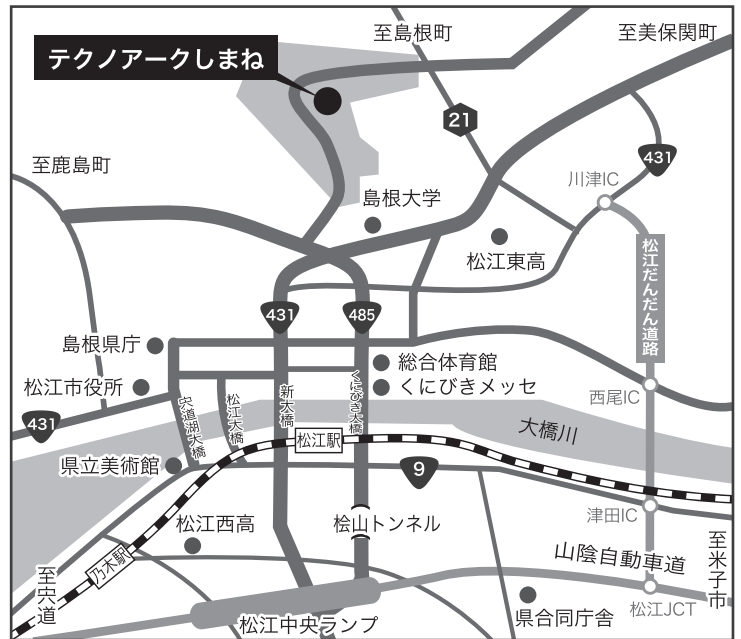 至島根町
至美保関町
テクノアークしまね
21
431
至鹿島町
川津IC
島根大学
松江東高
松江だんだん道路
431
485
島根県庁
総合体育館
松江市役所
くにびきメッセ
西尾IC
宍道湖大橋
松江大橋
新大橋
くにびき大橋
431
大橋川
松江駅
県立美術館
9
松江西高
桧山トンネル
津田IC
乃木駅
山陰自動車道
至米子市
至宍道
県合同庁舎
松江JCT
松江中央ランプ